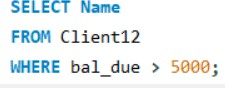 SELECT Name
FROM Client12
WHERE bal_due > 5000;